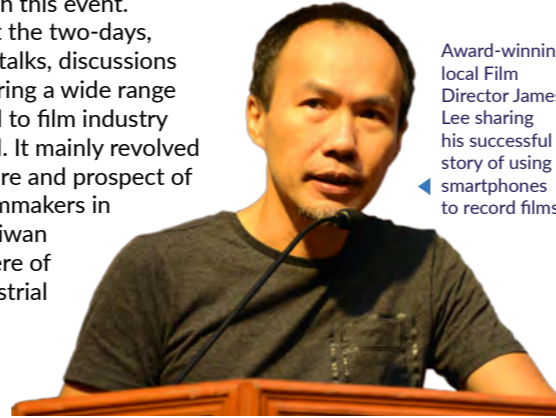 n this event.
t the two-days,
talks, discussions
ring a wide range
l to film industry
l. It mainly revolved
re and prospect of
mmakers in
iwan
ere of
strial
Award-winnin
local Film
Director James
Lee sharing
his successful
story of using
smartphones
to record films